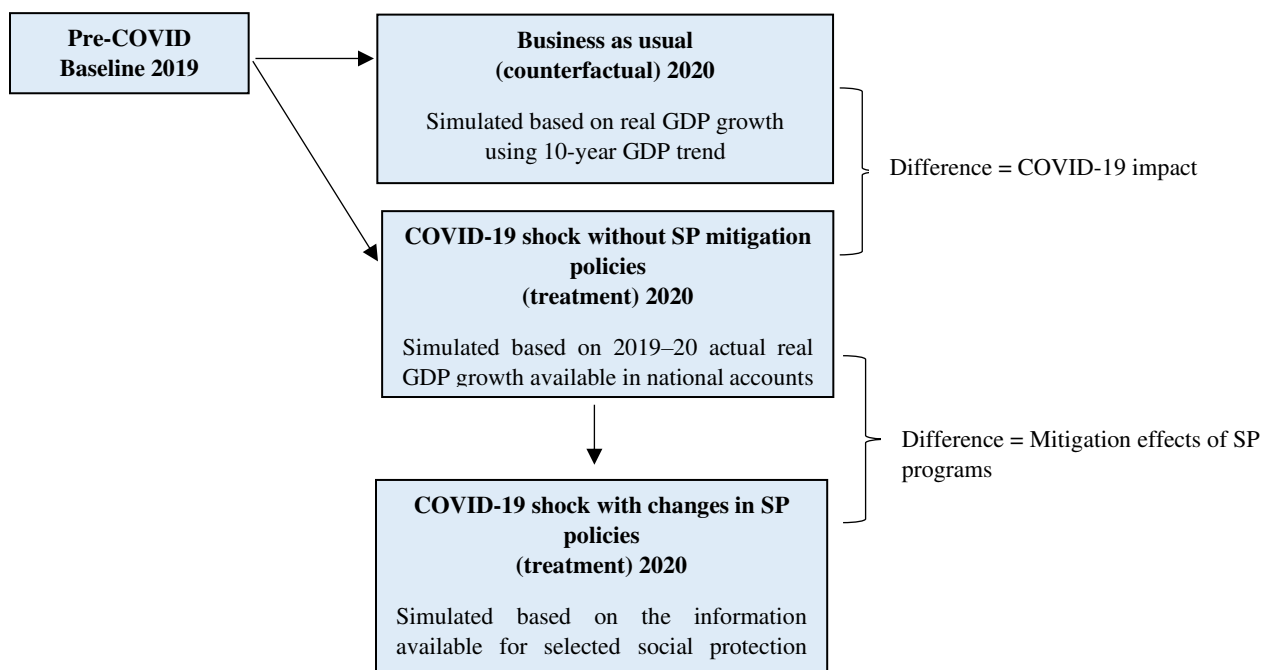 Pre-COVID
Baseline 2019
Business as usual
(counterfactual) 2020
Simulated based on real GDP growth
using 10-year GDP trend
Difference = COVID-19 impact
COVID-19 shock without SP mitigation
policies
(treatment) 2020
Simulated based on 2019–20 actual real
GDP growth available in national accounts
Difference = Mitigation effects of SP
programs
COVID-19 shock with changes in SP
policies
(treatment) 2020
Simulated based on the information
available for selected social protection